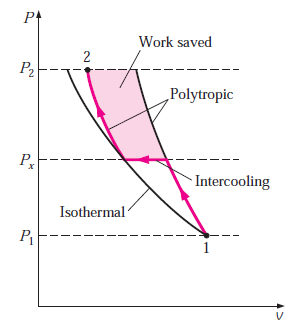 P
Work saved
2
P₂
Polytropic
Pₓ
Intercooling
Isothermal
P₁
1
v